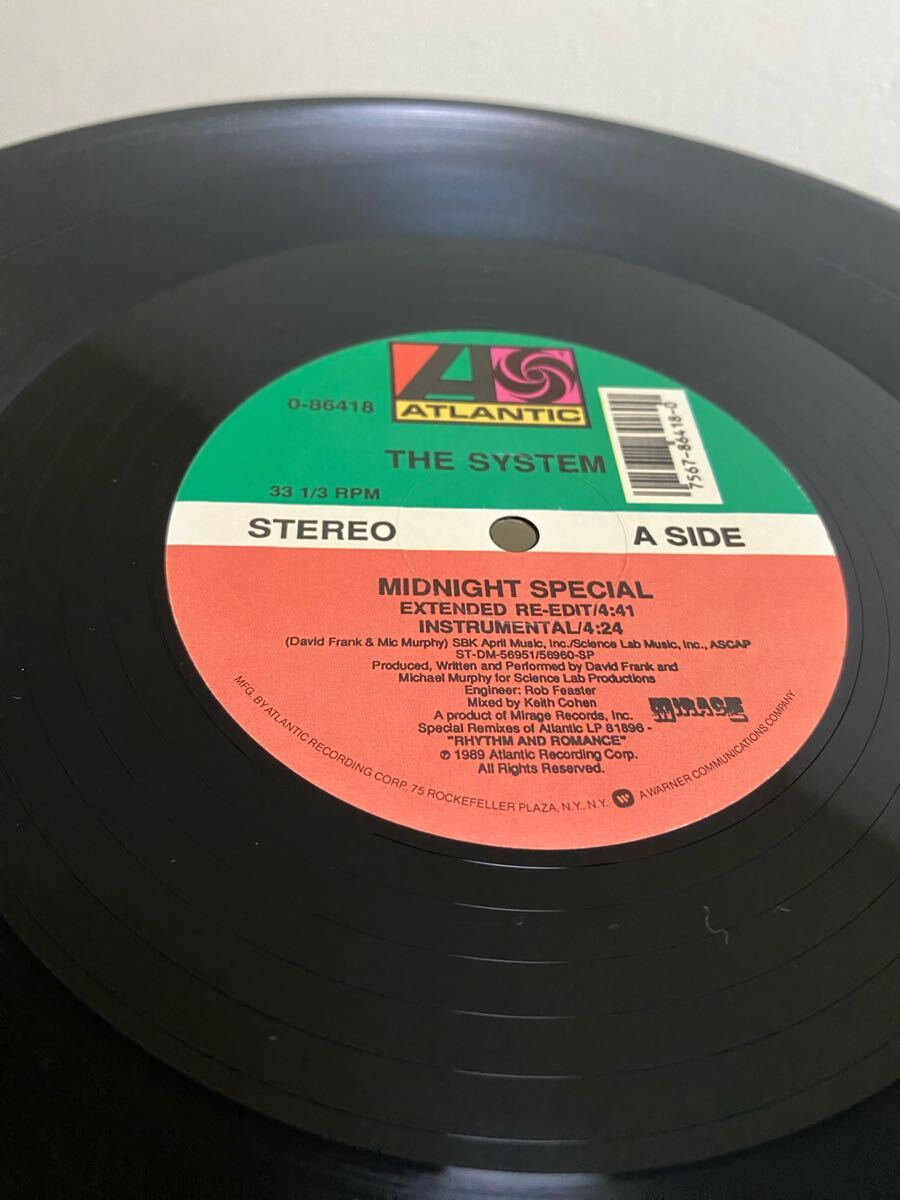 ATLANTIC
0-86418
7567-86418-0
THE SYSTEM
33 1/3 RPM
STEREO
A SIDE
MIDNIGHT SPECIAL
EXTENDED RE-EDIT/4:41
INSTRUMENTAL/4:24
(David Frank & Mic Murphy) SBK April Music, Inc./Science Lab Music, Inc., ASCAP
ST-DM-56951/56960-SP
Produced, Written and Performed by David Frank and
Michael Murphy for Science Lab Productions
Engineer: Rob Feaster
Mixed by Keith Cohen
A product of Mirage Records, Inc.
MIRAGE
Special Remixes of Atlantic LP 81896 -
"RHYTHM AND ROMANCE"
℗ 1989 Atlantic Recording Corp.
All Rights Reserved.
MFG. BY ATLANTIC RECORDING CORP., 75 ROCKEFELLER PLAZA, N.Y., N.Y. A WARNER COMMUNICATIONS COMPANY